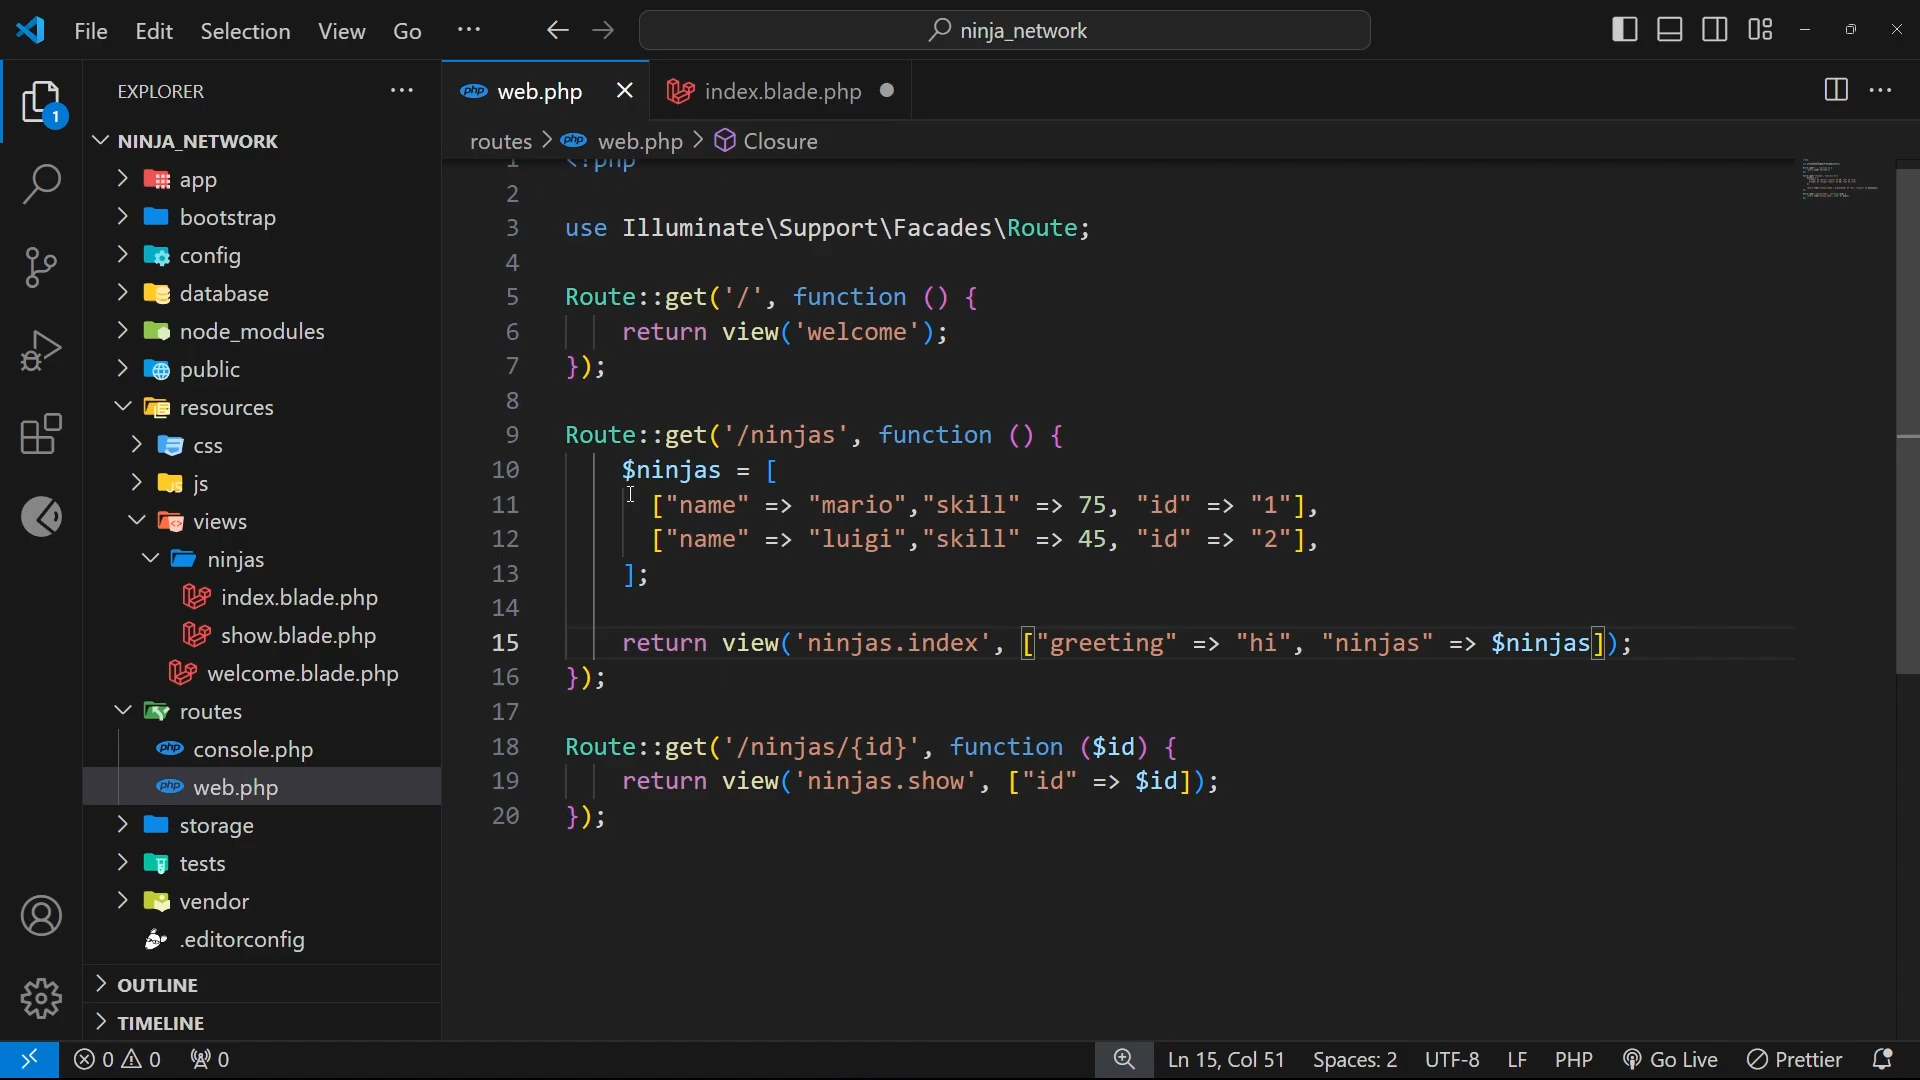 File Edit Selection View Go ···
ninja_network
EXPLORER ···
1
NINJA_NETWORK
app
bootstrap
config
database
node_modules
public
resources
css
js
views
ninjas
index.blade.php
show.blade.php
welcome.blade.php
routes
console.php
web.php
storage
tests
vendor
.editorconfig
OUTLINE
TIMELINE
php web.php
index.blade.php
routes > php web.php > Closure
1 <?php
2
3 use Illuminate\Support\Facades\Route;
4
5 Route::get('/', function () {
6 return view('welcome');
7 });
8
9 Route::get('/ninjas', function () {
10 $ninjas = [
11 ["name" => "mario","skill" => 75, "id" => "1"],
12 ["name" => "luigi","skill" => 45, "id" => "2"],
13 ];
14
15 return view('ninjas.index', ["greeting" => "hi", "ninjas" => $ninjas]);
16 });
17
18 Route::get('/ninjas/{id}', function ($id) {
19 return view('ninjas.show', ["id" => $id]);
20 });
0 0 0 Ln 15, Col 51 Spaces: 2 UTF-8 LF PHP Go Live Prettier